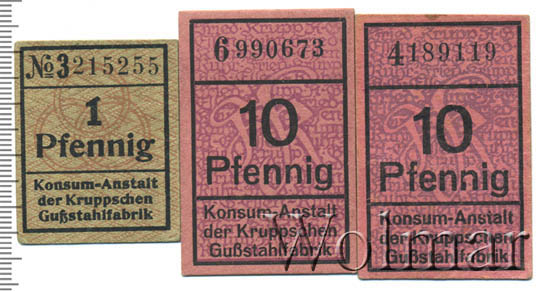 №3215255
1
Pfennig
Konsum-Anstalt
der Kruppschen
Gußstahlfabrik
6990673
10
Pfennig
Konsum-Anstalt
der Kruppschen
Gußstahlfabrik
4189119
10
Pfennig
Konsum-Anstalt
der Kruppschen
Gußstahlfabrik
Wolmar